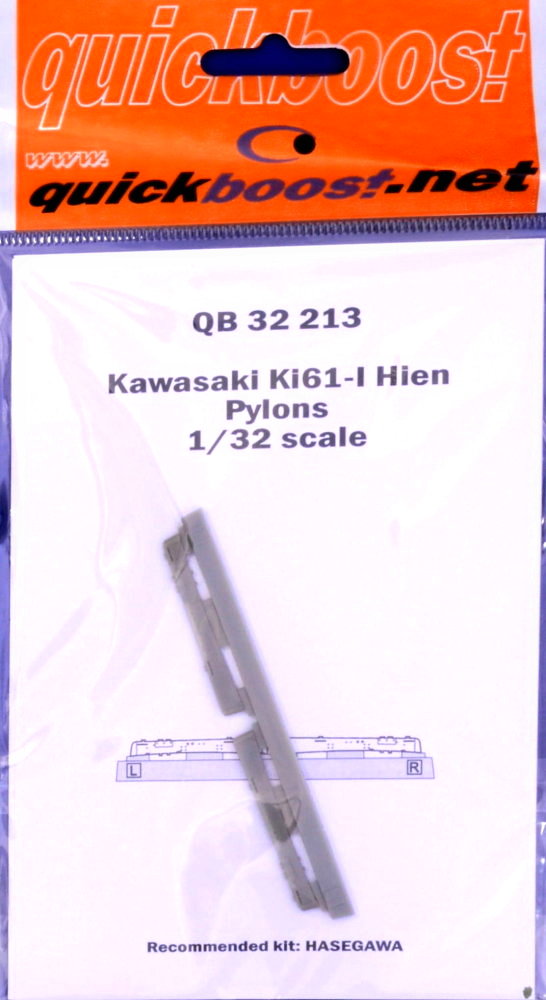 quickboost
www.
quickboost.net
QB 32 213
Kawasaki Ki61-I Hien
Pylons
1/32 scale
L R
Recommended kit: HASEGAWA